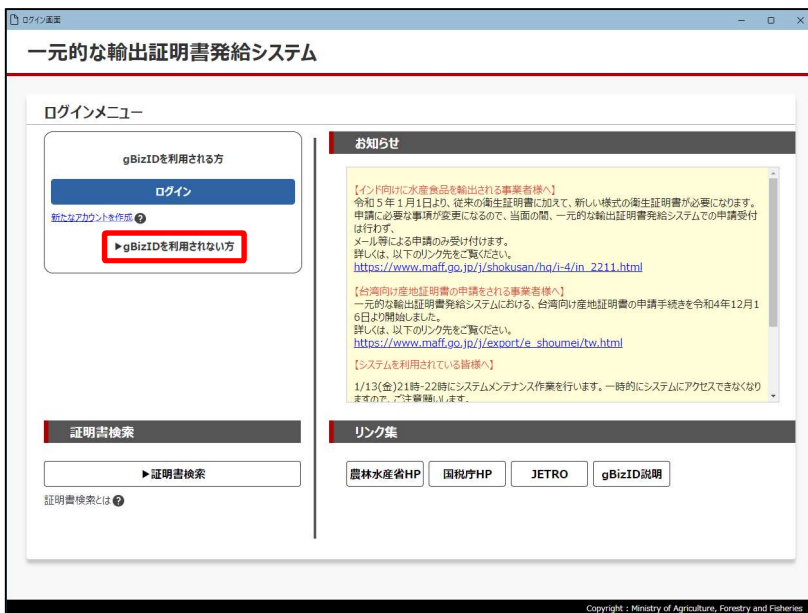 ログイン画面
一元的な輸出証明書発給システム
ログインメニュー
gBizIDを利用される方
ログイン
新たなアカウントを作成?
▶gBizIDを利用されない方
お知らせ
【インド向けに水産食品を輸出される事業者様へ】
令和5年1月1日より、従来の衛生証明書に加えて、新しい様式の衛生証明書が必要になります。
申請に必要な事項が変更になるので、当面の間、一元的な輸出証明書発給システムでの申請受付
は行わず、
メール等による申請のみ受け付けます。
詳しくは、以下のリンク先をご覧ください。
https://www.maff.go.jp/j/shokusan/hq/i-4/in_2211.html
【台湾向け産地証明書の申請をされる事業者様へ】
一元的な輸出証明書発給システムにおける、台湾向け産地証明書の申請手続きを令和4年12月1
6日より開始しました。
詳しくは、以下のリンク先をご覧ください。
https://www.maff.go.jp/j/export/e_shoumei/tw.html
【システムを利用されている皆様へ】
1/13(金)21時-22時にシステムメンテナンス作業を行います。一時的にシステムにアクセスできなくなり
ますので、ご注意願いします。
証明書検索
▶証明書検索
証明書検索とは?
リンク集
農林水産省HP
国税庁HP
JETRO
gBizID説明
Copyright : Ministry of Agriculture, Forestry and Fisheries